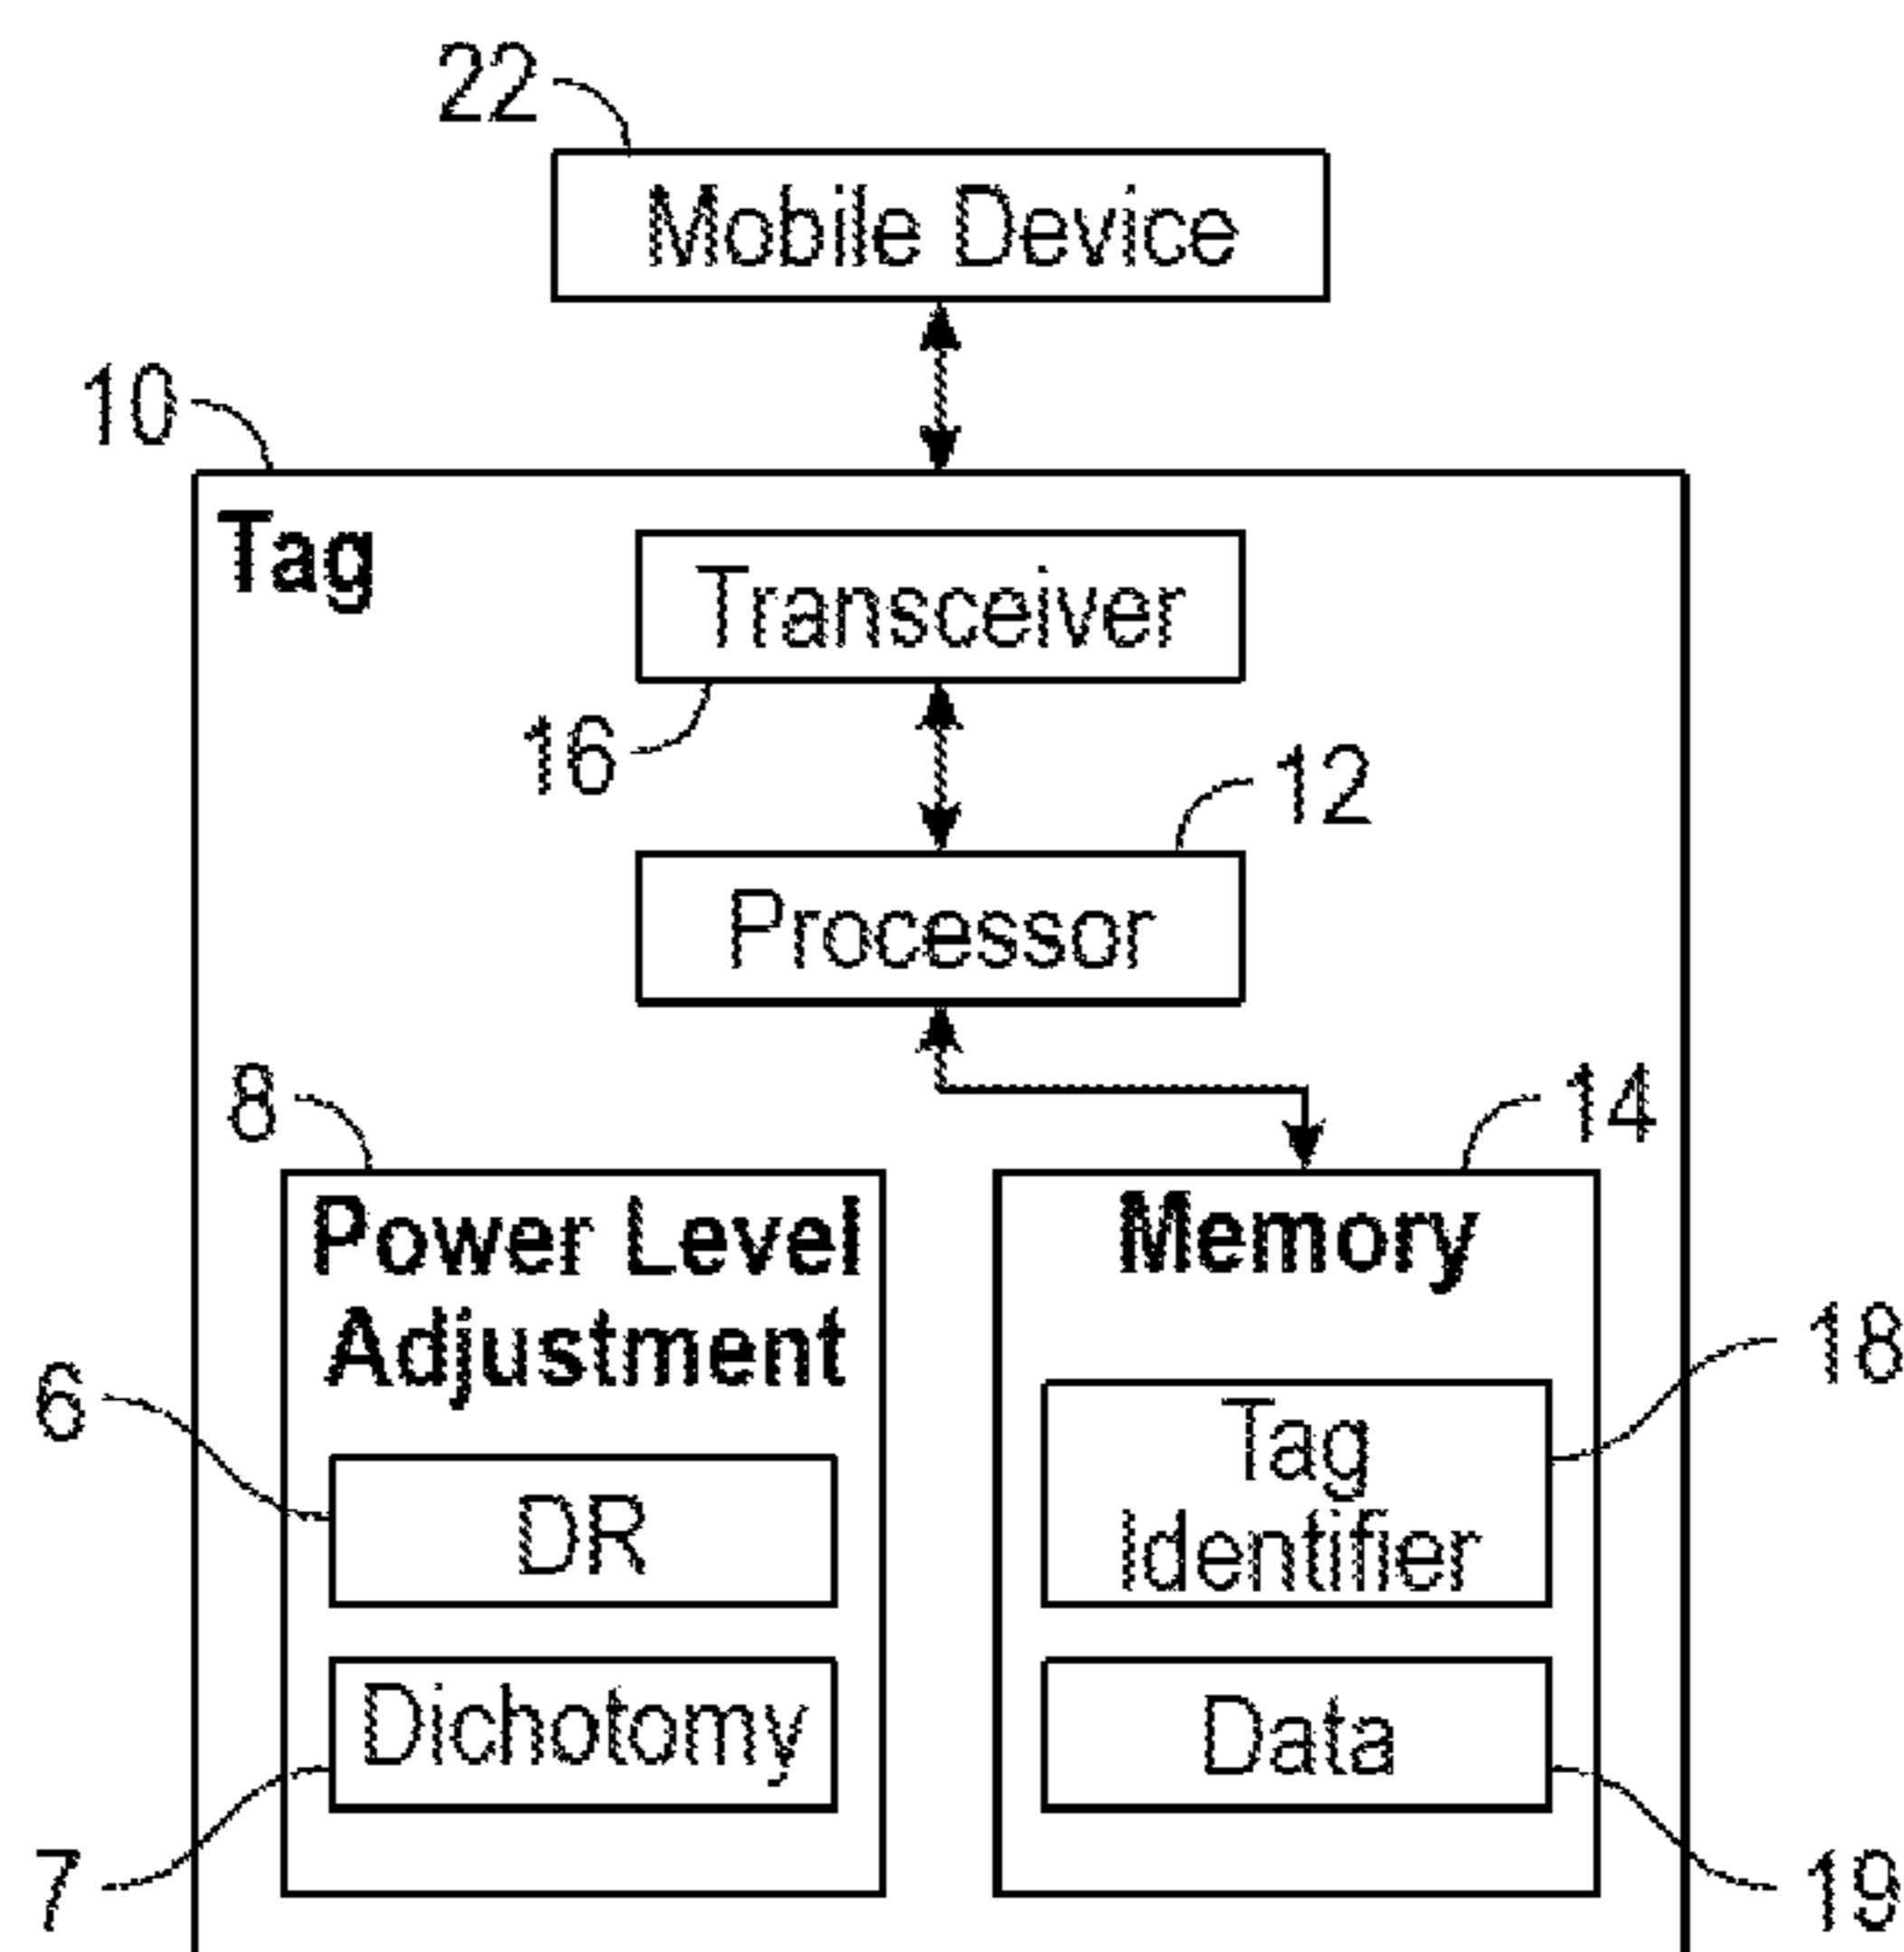 22
Mobile Device
10
Tag
Transceiver
16
12
Processor
8
14
Power Level
Adjustment
Memory
18
6
Tag
Identifier
DR
Dichotomy
Data
7
19